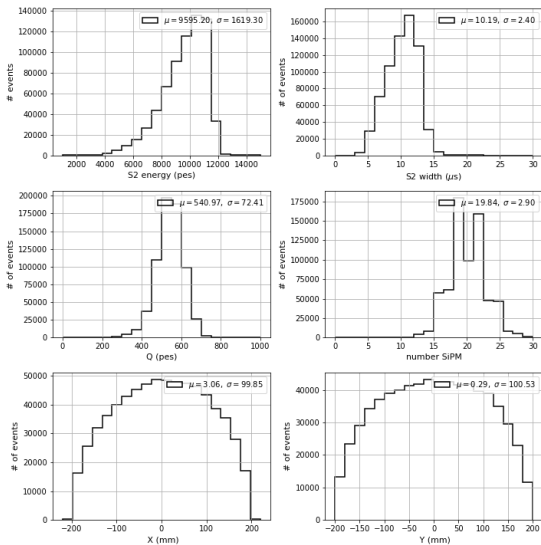 μ=9595.20, σ=1619.30
140000
120000
100000
80000
60000
40000
20000
0
# events
2000 4000 6000 8000 10000 12000 14000
S2 energy (pes)
μ=10.19, σ=2.40
160000
140000
120000
100000
80000
60000
40000
20000
0
# of events
0 5 10 15 20 25 30
S2 width (μs)
μ=540.97, σ=72.41
200000
175000
150000
125000
100000
75000
50000
25000
0
# of events
0 200 400 600 800 1000
Q (pes)
μ=19.84, σ=2.90
175000
150000
125000
100000
75000
50000
25000
0
# of events
0 5 10 15 20 25 30
number SiPM
μ=3.06, σ=99.85
50000
40000
30000
20000
10000
0
# of events
−200 −100 0 100 200
X (mm)
μ=0.29, σ=100.53
40000
30000
20000
10000
0
# of events
−200 −150 −100 −50 0 50 100 150 200
Y (mm)